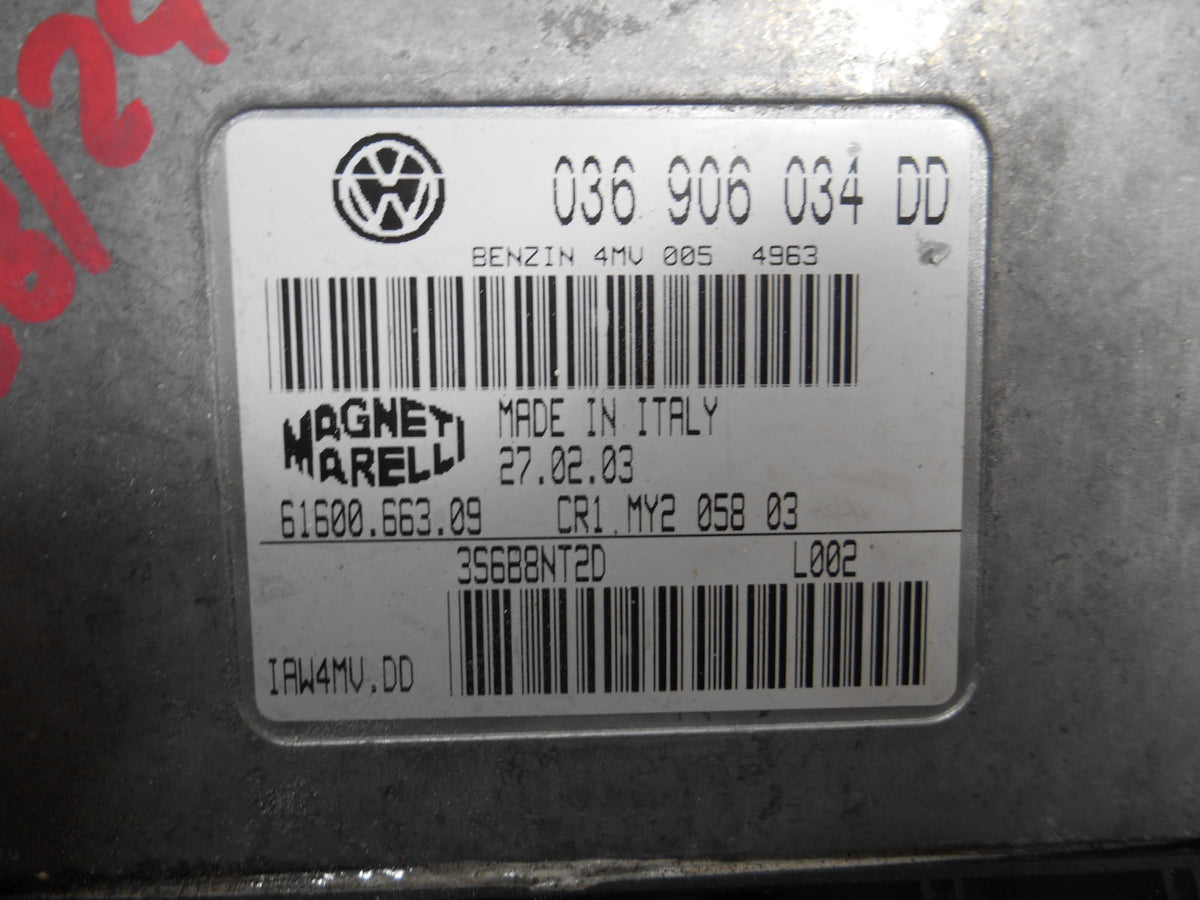 036 906 034 DD
BENZIN 4MV 005 4963
MAGNETI MARELLI
MADE IN ITALY
27.02.03
61600.663.09 CR1 MY2 058 03
3S6B8NT2D L002
IAW4MV.DD